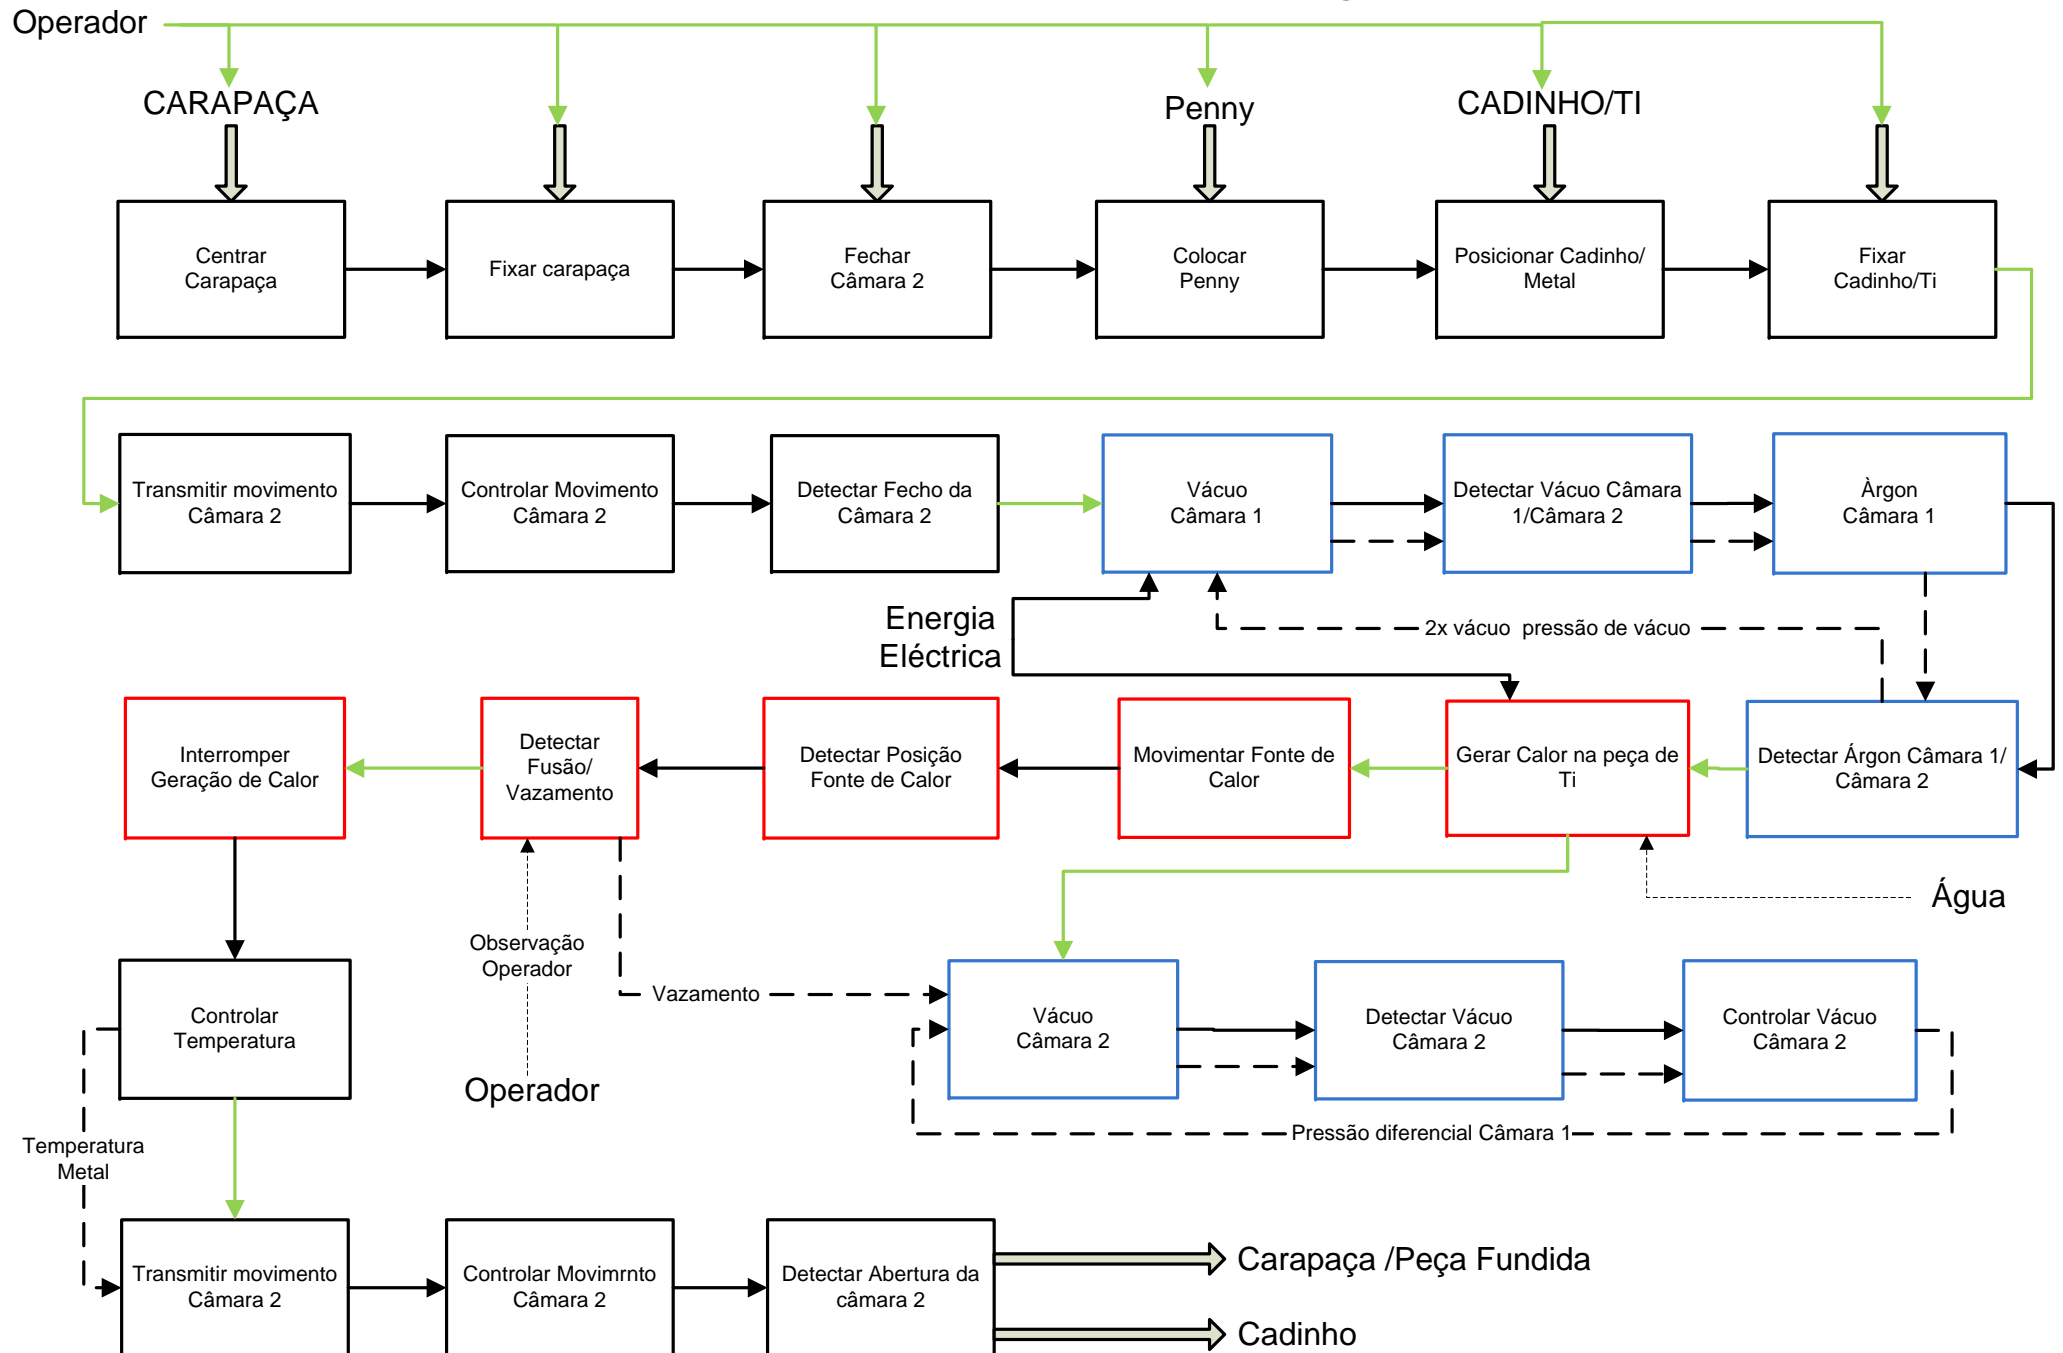 Operador
CARAPAÇA
Penny
CADINHO/TI
Centrar
Carapaça
Fixar carapaça
Fechar
Câmara 2
Colocar
Penny
Posicionar Cadinho/
Metal
Fixar
Cadinho/Ti
Transmitir movimento
Câmara 2
Controlar Movimento
Câmara 2
Detectar Fecho da
Câmara 2
Vácuo
Câmara 1
Detectar Vácuo Câmara
1/Câmara 2
Àrgon
Câmara 1
Energia
Eléctrica
2x vácuo pressão de vácuo
Interromper
Geração de Calor
Detectar
Fusão/
Vazamento
Detectar Posição
Fonte de Calor
Movimentar Fonte de
Calor
Gerar Calor na peça de
Ti
Detectar Árgon Câmara 1/
Câmara 2
Água
Observação
Operador
Vazamento
Controlar
Temperatura
Vácuo
Câmara 2
Detectar Vácuo
Câmara 2
Controlar Vácuo
Câmara 2
Operador
Pressão diferencial Câmara 1
Temperatura
Metal
Transmitir movimento
Câmara 2
Controlar Movimrnto
Câmara 2
Detectar Abertura da
câmara 2
Carapaça /Peça Fundida
Cadinho